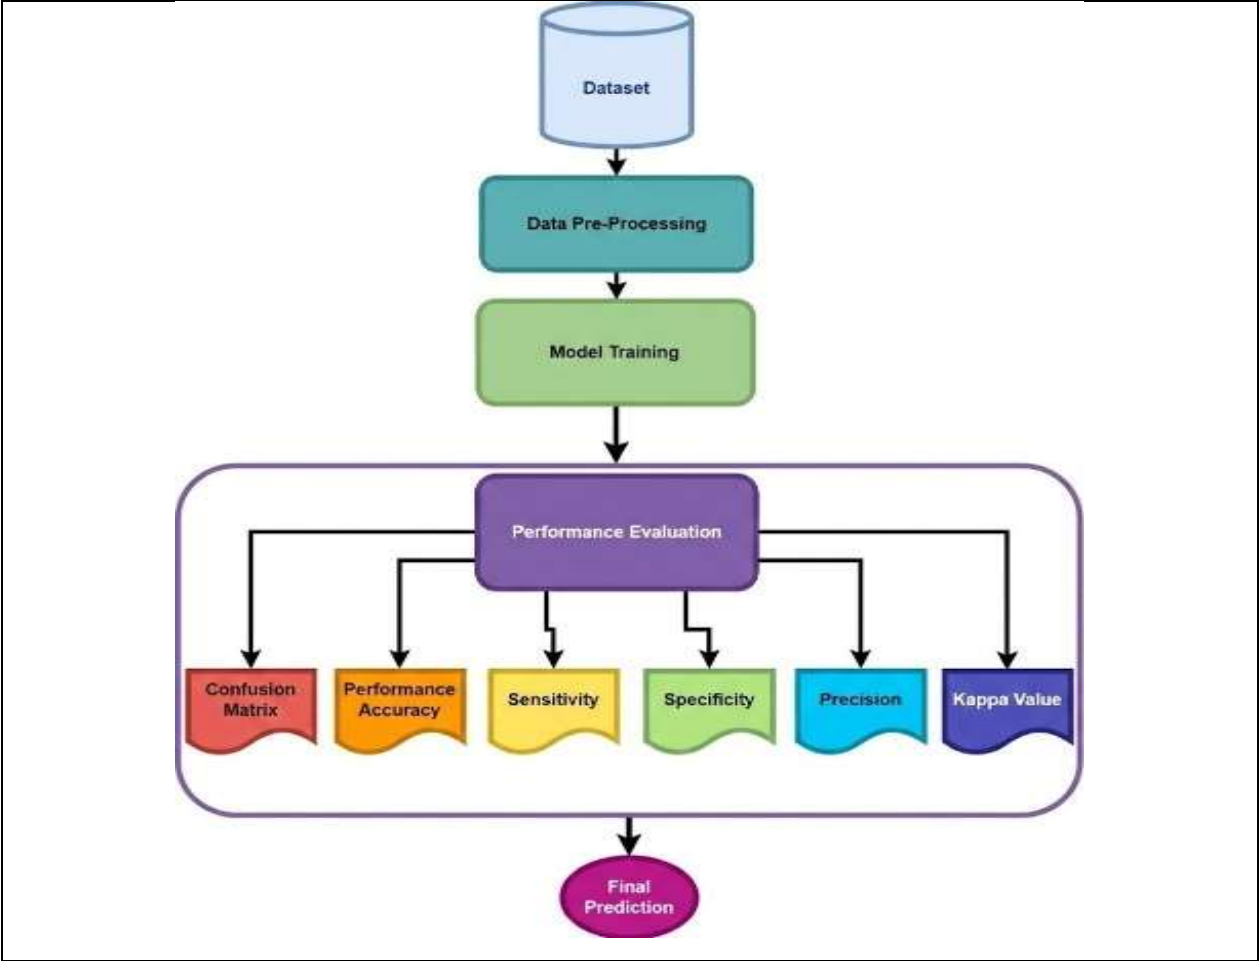 Dataset
Data Pre-Processing
Model Training
Performance Evaluation
Confusion
Matrix
Performance
Accuracy
Sensitivity
Specificity
Precision
Kappa Value
Final
Prediction